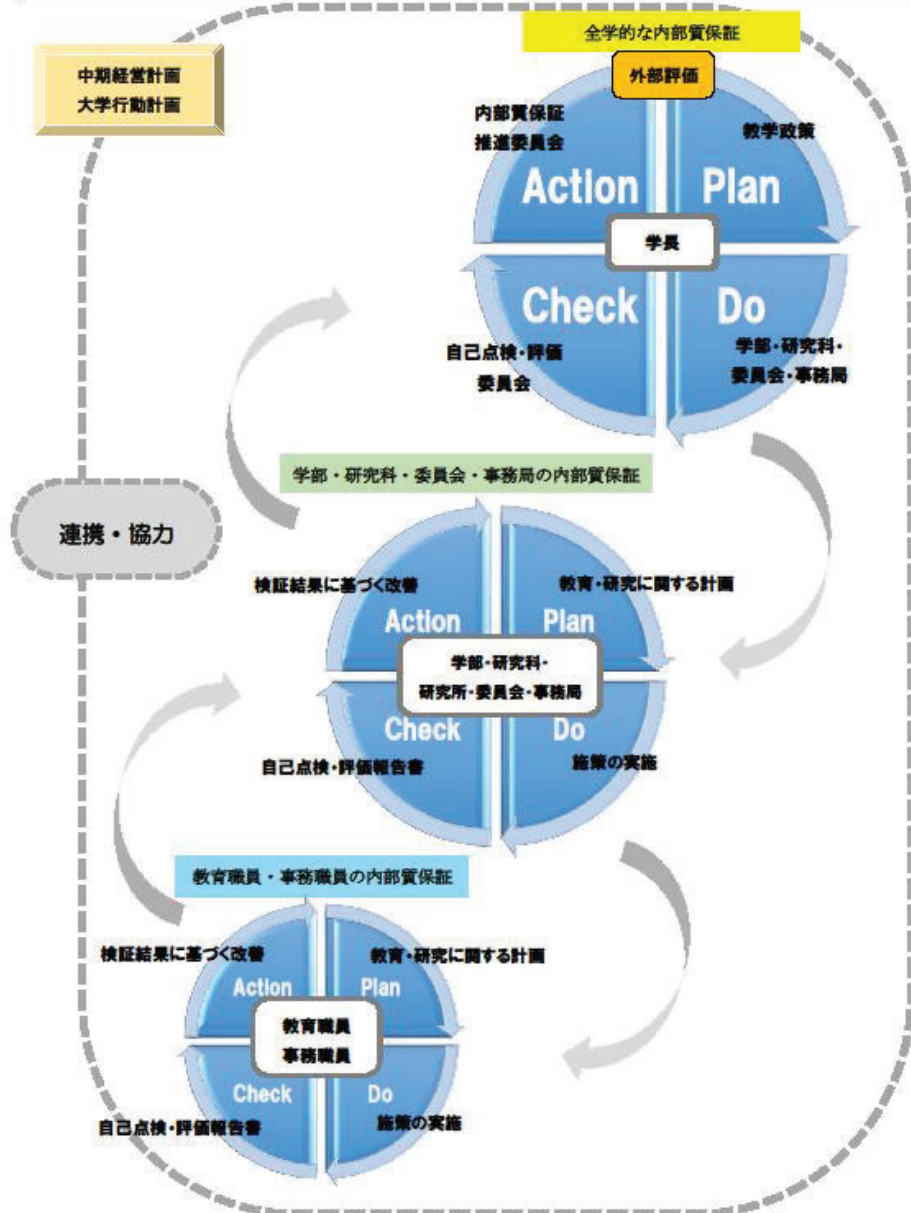 全学的な内部質保証
中期経営計画
大学行動計画
外部評価
内部質保証
推進委員会
教学政策
Action
Plan
学長
Check
Do
自己点検・評価
委員会
学部・研究科・
委員会・事務局
学部・研究科・委員会・事務局の内部質保証
連携・協力
検証結果に基づく改善
教育・研究に関する計画
Action
Plan
学部・研究科・
研究所・委員会・事務局
Check
Do
自己点検・評価報告書
施策の実施
教育職員・事務職員の内部質保証
検証結果に基づく改善
教育・研究に関する計画
Action
Plan
教育職員
事務職員
Check
Do
自己点検・評価報告書
施策の実施